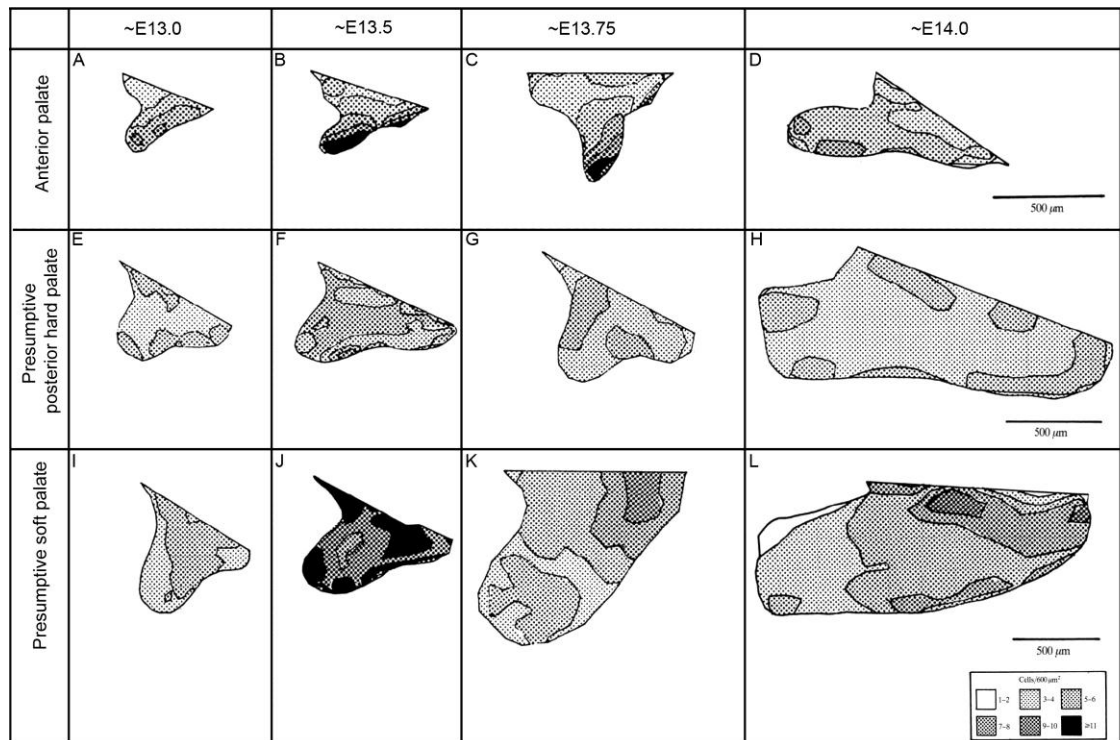 ~E13.0 ~E13.5 ~E13.75 ~E14.0
Anterior palate
A B C D
500 μm
Presumptive
posterior hard palate
E F G H
500 μm
Presumptive soft palate
I J K L
500 μm
Cells/600 μm²
1–2 3–4 5–6
7–8 9–10 ≥11